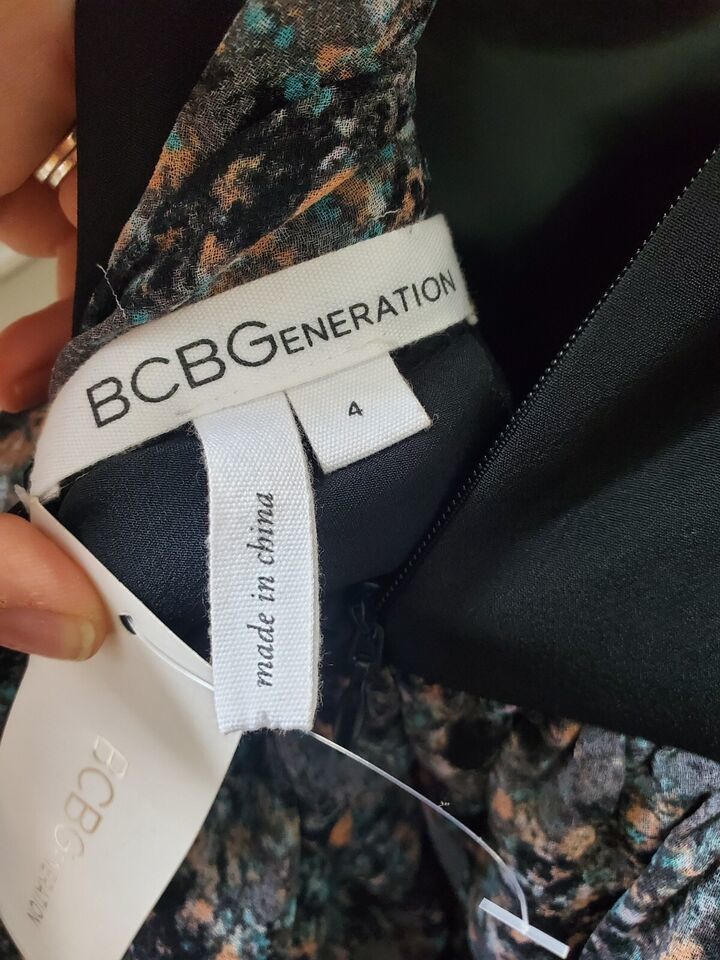 BCBGENERATION
4
made in china
BCBGENERATION